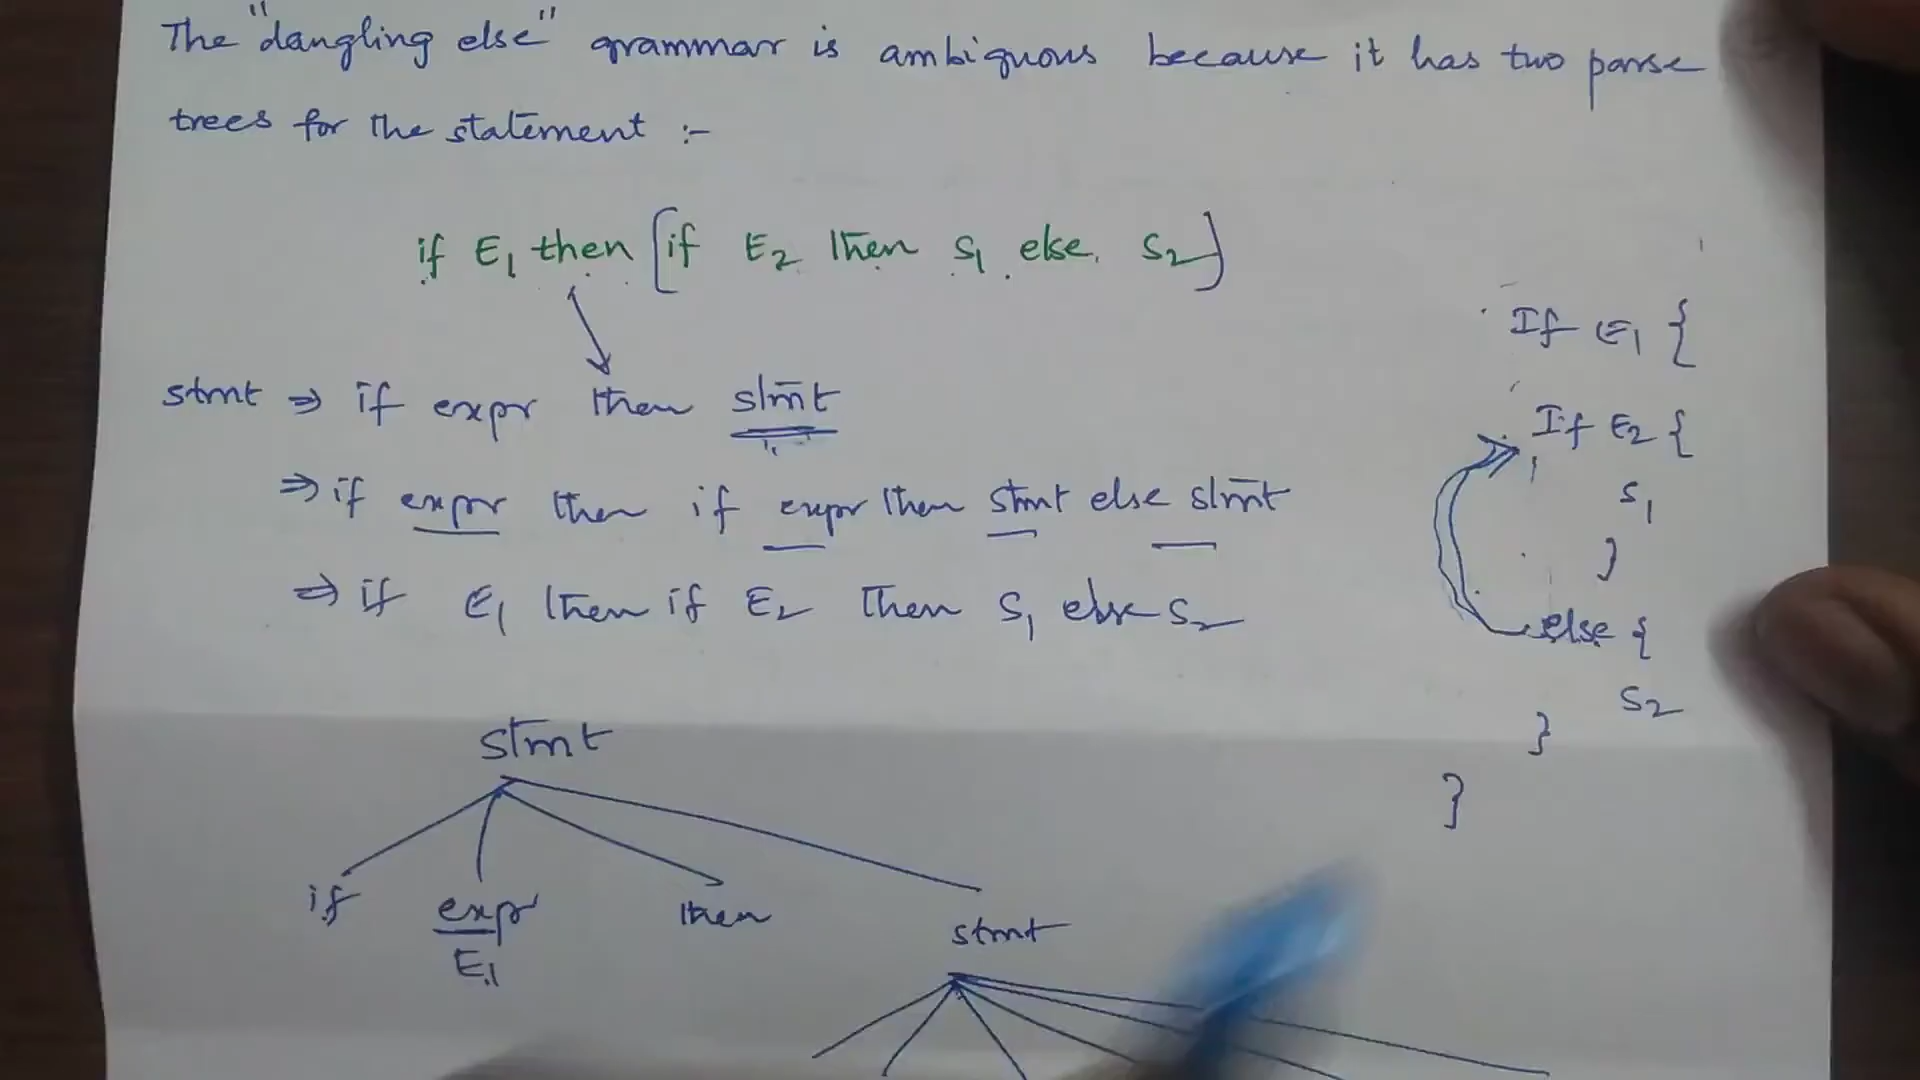 The "dangling else" grammar is ambiguous because it has two parse
trees for the statement :-
if E₁ then [if E₂ then S₁ else S₂]
stmt ⇒ if expr then stmt
⇒ if expr then if expr then stmt else stmt
⇒ if E₁ then if E₂ then S₁ else S₂
If E₁ {
If E₂ {
S₁
}
else {
S₂
}
}
stmt
if expr then stmt
E₁